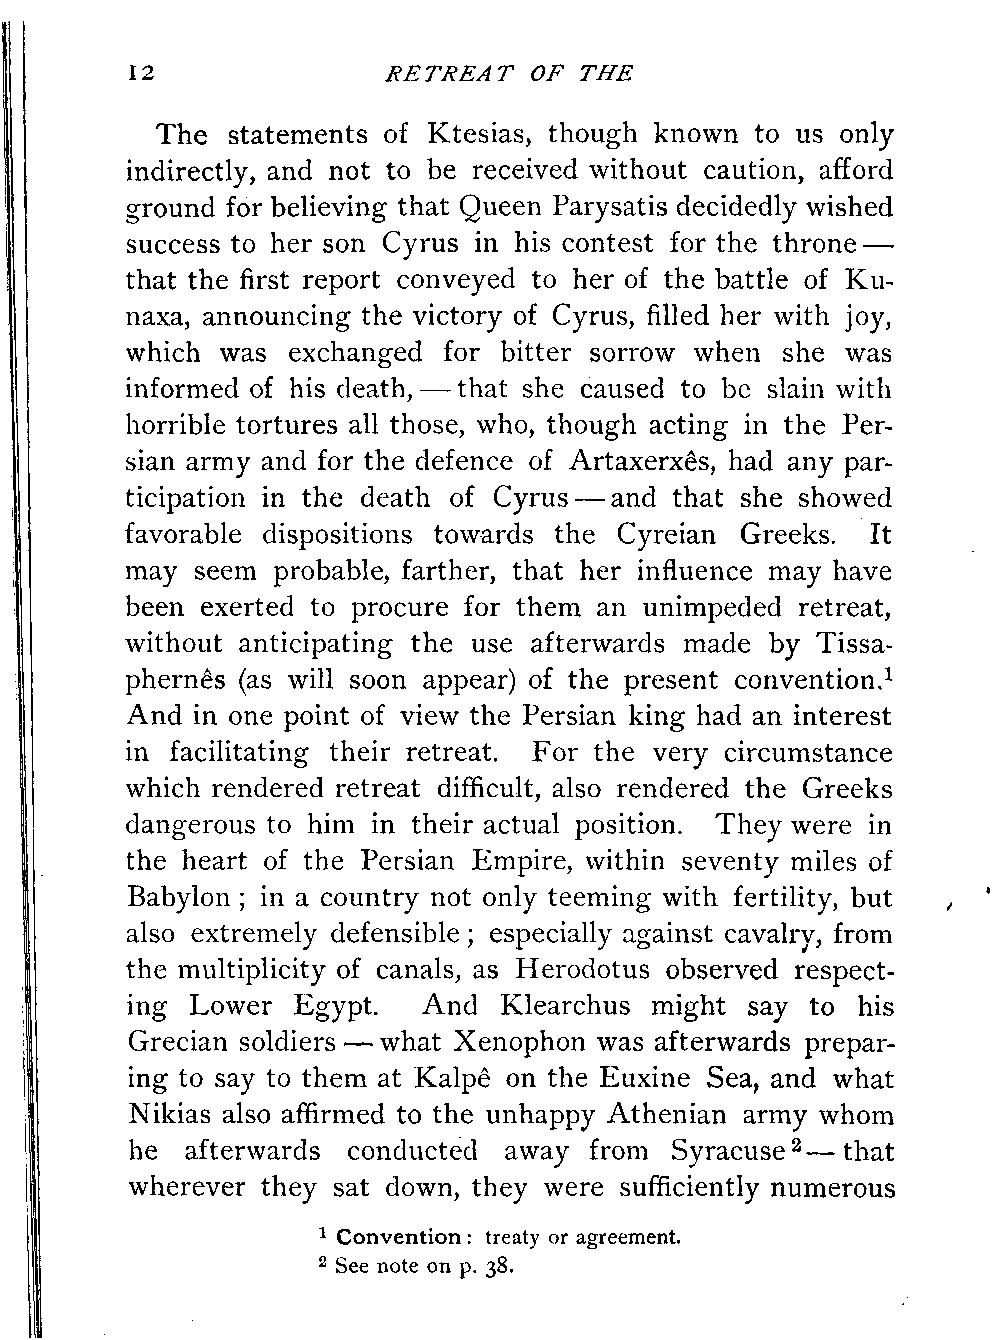 12 RETREAT OF THE
The statements of Ktesias, though known to us only
indirectly, and not to be received without caution, afford
ground for believing that Queen Parysatis decidedly wished
success to her son Cyrus in his contest for the throne —
that the first report conveyed to her of the battle of Ku-
naxa, announcing the victory of Cyrus, filled her with joy,
which was exchanged for bitter sorrow when she was
informed of his death, — that she caused to be slain with
horrible tortures all those, who, though acting in the Per-
sian army and for the defence of Artaxerxês, had any par-
ticipation in the death of Cyrus — and that she showed
favorable dispositions towards the Cyreian Greeks. It
may seem probable, farther, that her influence may have
been exerted to procure for them an unimpeded retreat,
without anticipating the use afterwards made by Tissa-
phernês (as will soon appear) of the present convention.¹
And in one point of view the Persian king had an interest
in facilitating their retreat. For the very circumstance
which rendered retreat difficult, also rendered the Greeks
dangerous to him in their actual position. They were in
the heart of the Persian Empire, within seventy miles of
Babylon ; in a country not only teeming with fertility, but
also extremely defensible ; especially against cavalry, from
the multiplicity of canals, as Herodotus observed respect-
ing Lower Egypt. And Klearchus might say to his
Grecian soldiers — what Xenophon was afterwards prepar-
ing to say to them at Kalpê on the Euxine Sea, and what
Nikias also affirmed to the unhappy Athenian army whom
he afterwards conducted away from Syracuse ² — that
wherever they sat down, they were sufficiently numerous
¹ Convention : treaty or agreement.
² See note on p. 38.